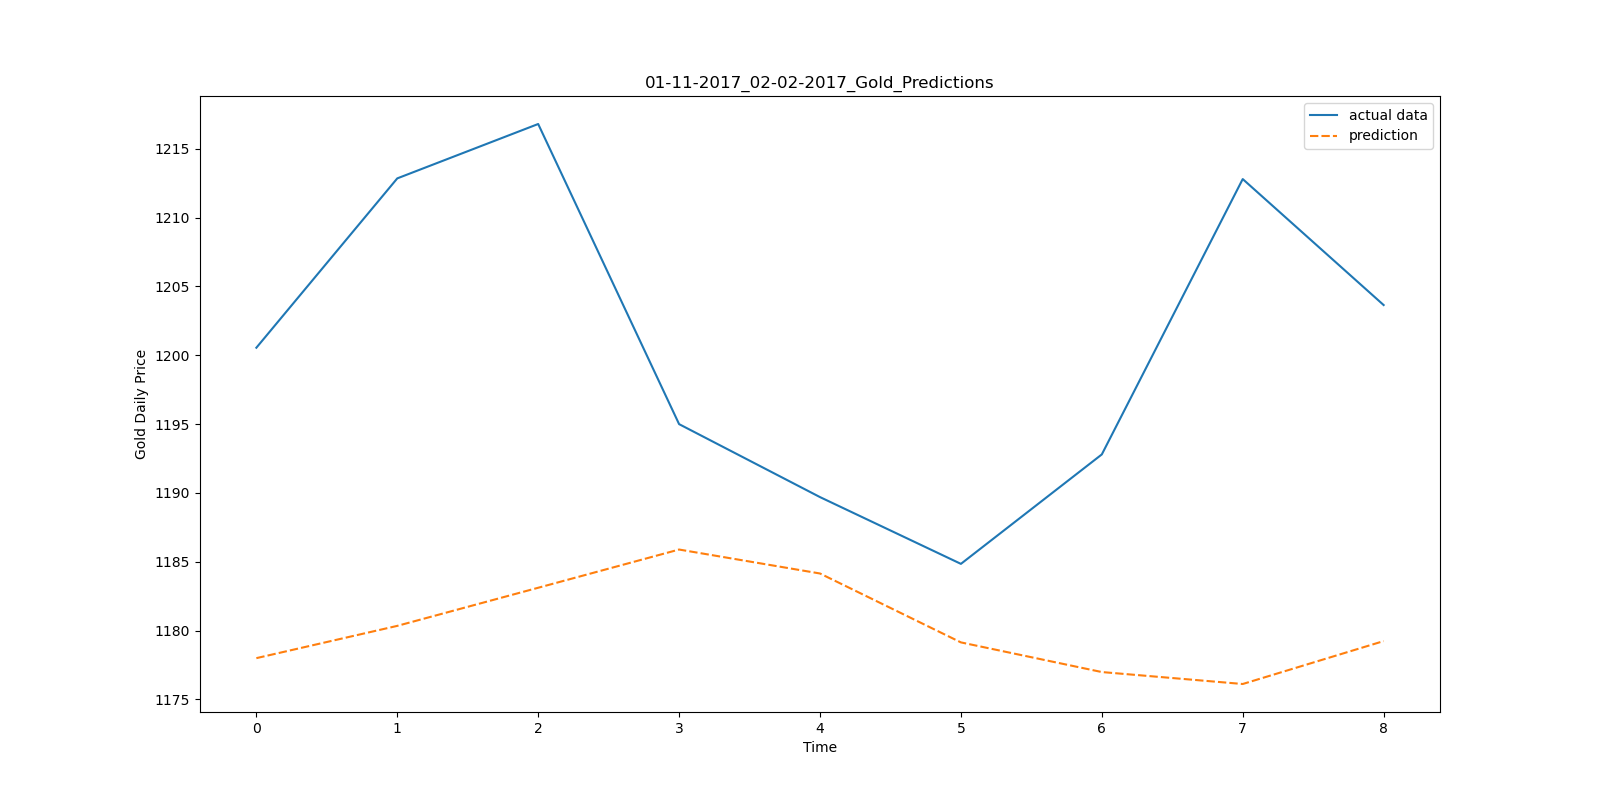 01-11-2017_02-02-2017_Gold_Predictions
actual data
prediction
1215
1210
1205
1200
1195
1190
1185
1180
1175
Gold Daily Price
0 1 2 3 4 5 6 7 8
Time